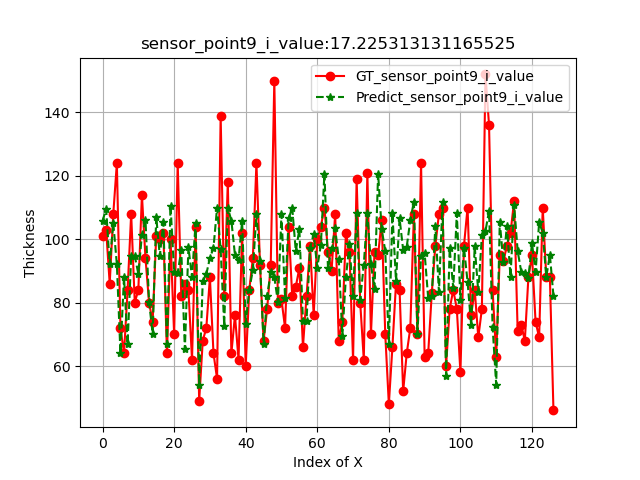 sensor_point9_i_value:17.225313131165525
GT_sensor_point9_i_value
Predict_sensor_point9_i_value
Thickness
140
120
100
80
60
0 20 40 60 80 100 120
Index of X